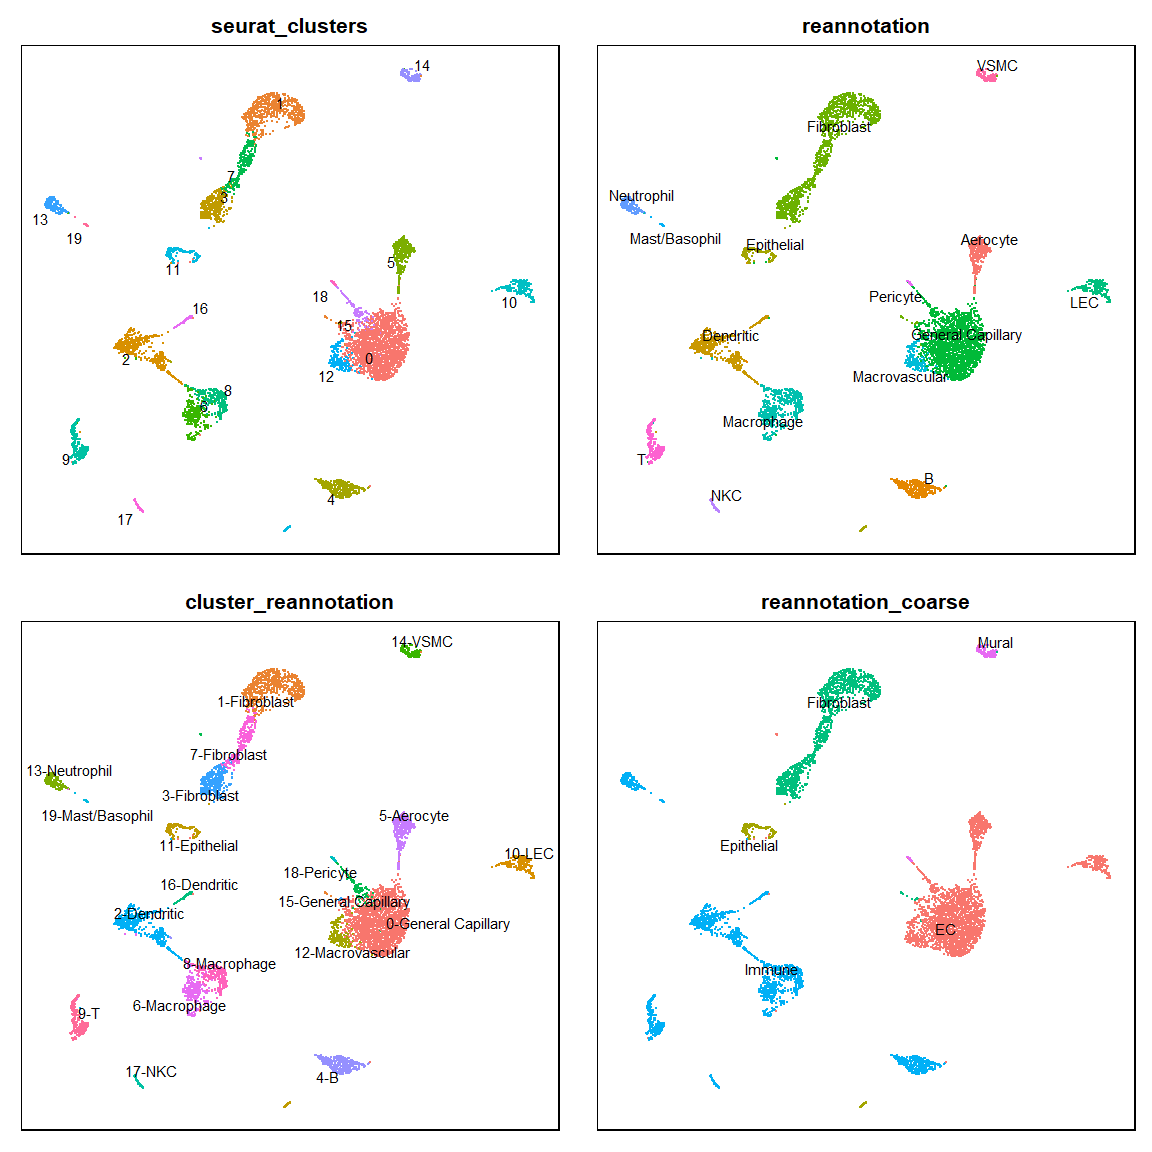 seurat_clusters
14
1
7
3
13
19
11
5
18
10
16
15
2
0
12
8
6
9
4
17
reannotation
VSMC
Fibroblast
Neutrophil
Mast/Basophil
Epithelial
Aerocyte
Pericyte
LEC
Dendritic
General Capillary
Macrovascular
Macrophage
T
NKC
B
cluster_reannotation
14-VSMC
1-Fibroblast
7-Fibroblast
13-Neutrophil
3-Fibroblast
19-Mast/Basophil
5-Aerocyte
11-Epithelial
10-LEC
18-Pericyte
16-Dendritic
15-General Capillary
2-Dendritic
0-General Capillary
12-Macrovascular
8-Macrophage
6-Macrophage
9-T
17-NKC
4-B
reannotation_coarse
Mural
Fibroblast
Epithelial
EC
Immune